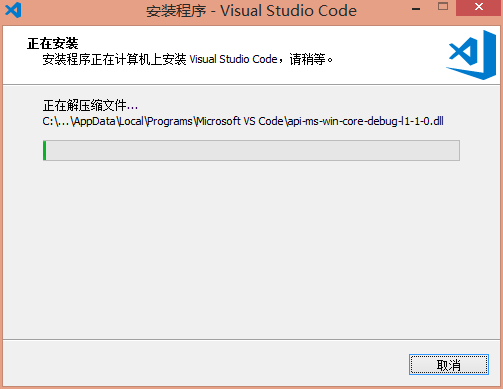 安装程序 - Visual Studio Code
正在安装
安装程序正在计算机上安装 Visual Studio Code，请稍等。
正在解压缩文件...
C:\...\AppData\Local\Programs\Microsoft VS Code\api-ms-win-core-debug-l1-1-0.dll
取消